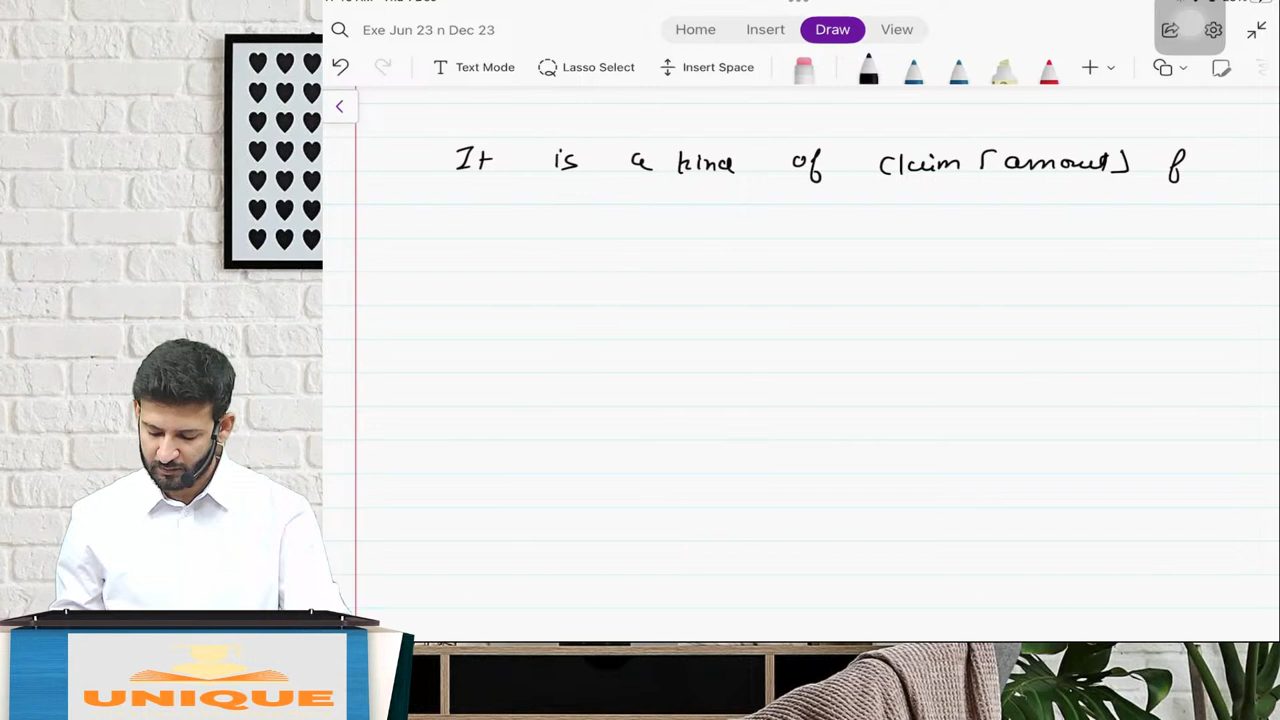 Exe Jun 23 n Dec 23
Home Insert Draw View
Text Mode Lasso Select Insert Space
It is a kind of claim [amount] f
UNIQUE